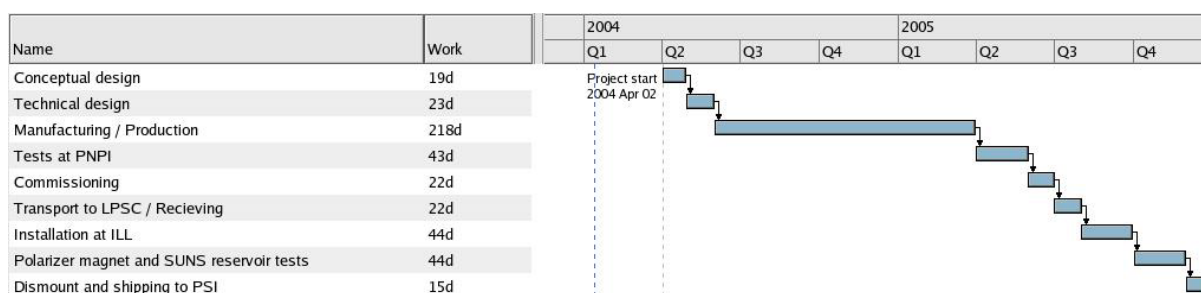 2004 2005
Name Work Q1 Q2 Q3 Q4 Q1 Q2 Q3 Q4
Conceptual design 19d Project start
2004 Apr 02
Technical design 23d
Manufacturing / Production 218d
Tests at PNPI 43d
Commissioning 22d
Transport to LPSC / Recieving 22d
Installation at ILL 44d
Polarizer magnet and SUNS reservoir tests 44d
Dismount and shipping to PSI 15d